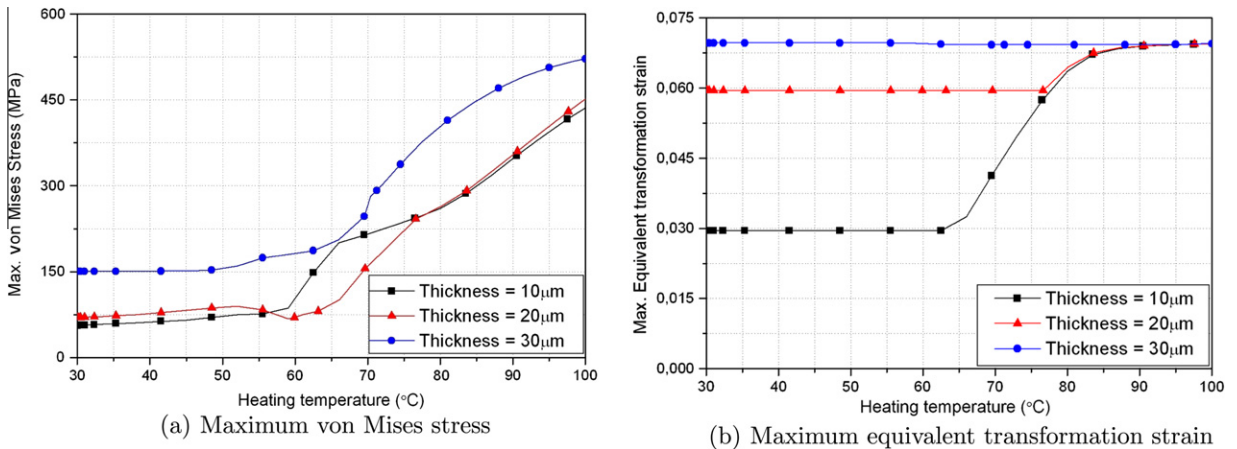 600
450
300
150
0
Max. von Mises Stress (MPa)
Thickness = 10μm
Thickness = 20μm
Thickness = 30μm
30 40 50 60 70 80 90 100
Heating temperature (°C)
(a) Maximum von Mises stress
0,075
0,060
0,045
0,030
0,015
0,000
Max. Equivalent transformation strain
Thickness = 10μm
Thickness = 20μm
Thickness = 30μm
30 40 50 60 70 80 90 100
Heating temperature (°C)
(b) Maximum equivalent transformation strain